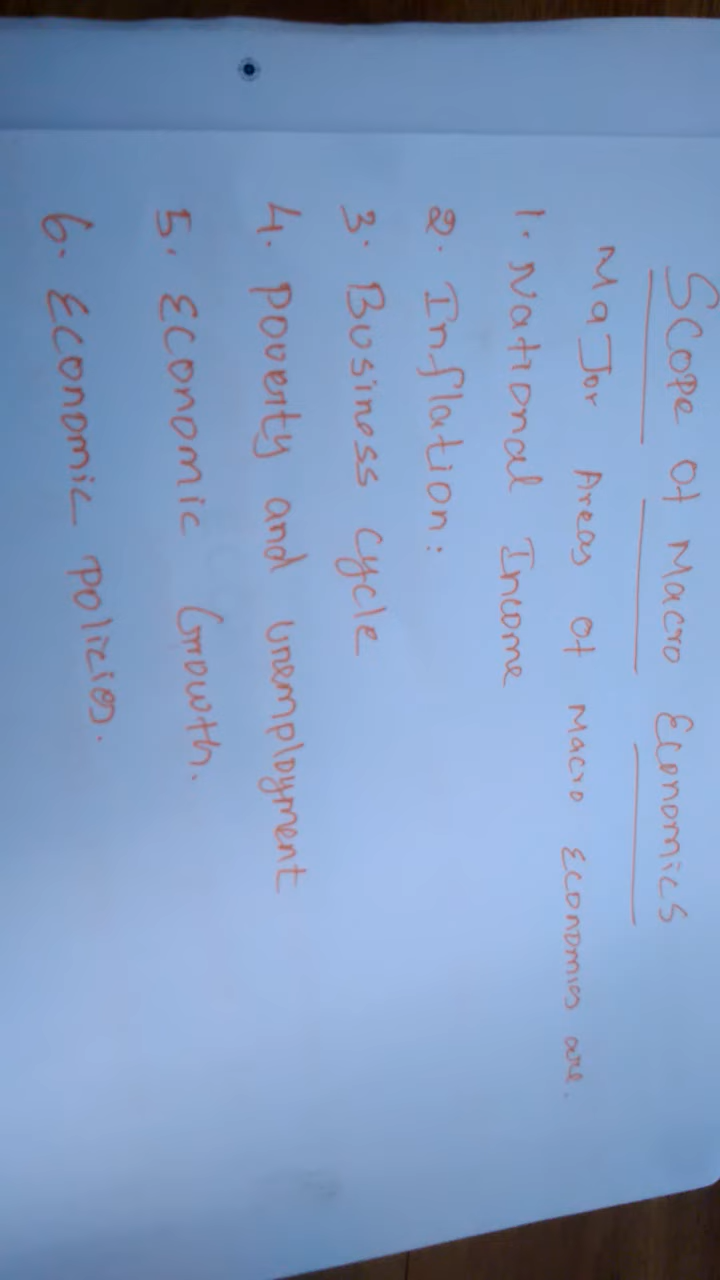 Scope Of Macro Economics
Major Areas Of Macro Economics are.
1. National Income
2. Inflation:
3. Business cycle
4. Poverity and unemployment
5. Economic Growth.
6. Economic policies.